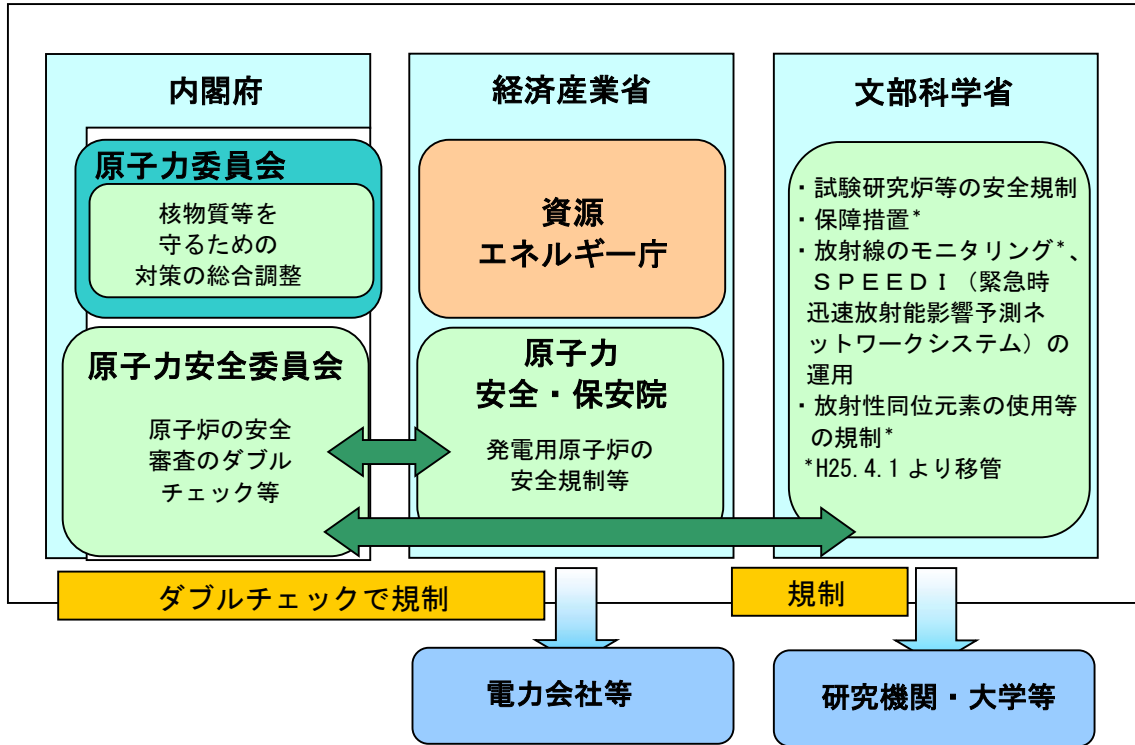 内閣府
原子力委員会
核物質等を
守るための
対策の総合調整
原子力安全委員会
原子炉の安全
審査のダブル
チェック等
経済産業省
資源
エネルギー庁
原子力
安全・保安院
発電用原子炉の
安全規制等
文部科学省
・試験研究炉等の安全規制
・保障措置*
・放射線のモニタリング*、
ＳＰＥＥＤＩ（緊急時
迅速放射能影響予測ネ
ットワークシステム）の
運用
・放射性同位元素の使用等
の規制*
*H25.4.1より移管
ダブルチェックで規制
規制
電力会社等
研究機関・大学等